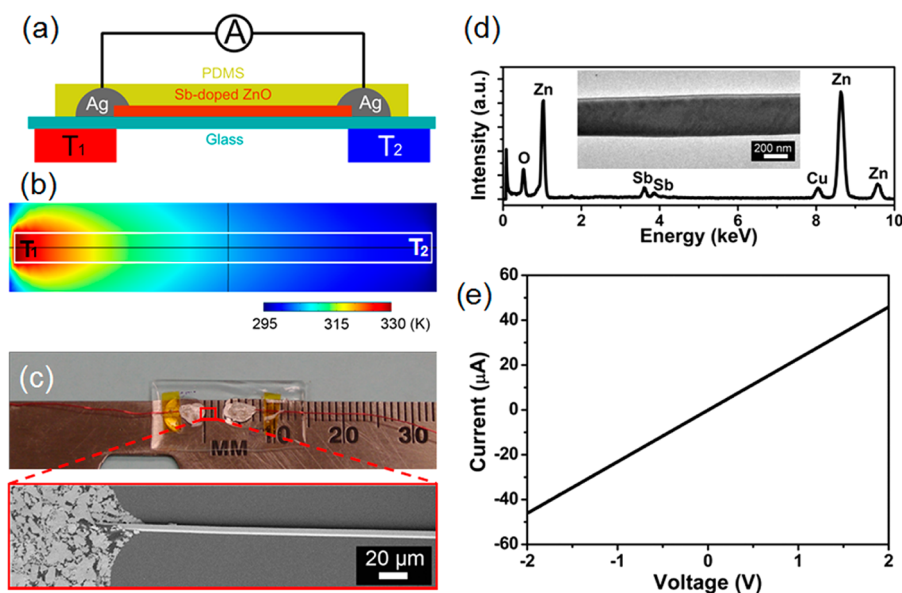 (a)
A
PDMS
Sb-doped ZnO
Ag
Ag
Glass
T1
T2
(b)
T1
T2
295 315 330 (K)
(c)
MM
10 20 30
20 µm
(d)
Intensity (a.u.)
Zn
O
Sb
Sb
Cu
Zn
Zn
200 nm
0 2 4 6 8 10
Energy (keV)
(e)
Current (µA)
60
40
20
0
-20
-40
-60
-2 -1 0 1 2
Voltage (V)